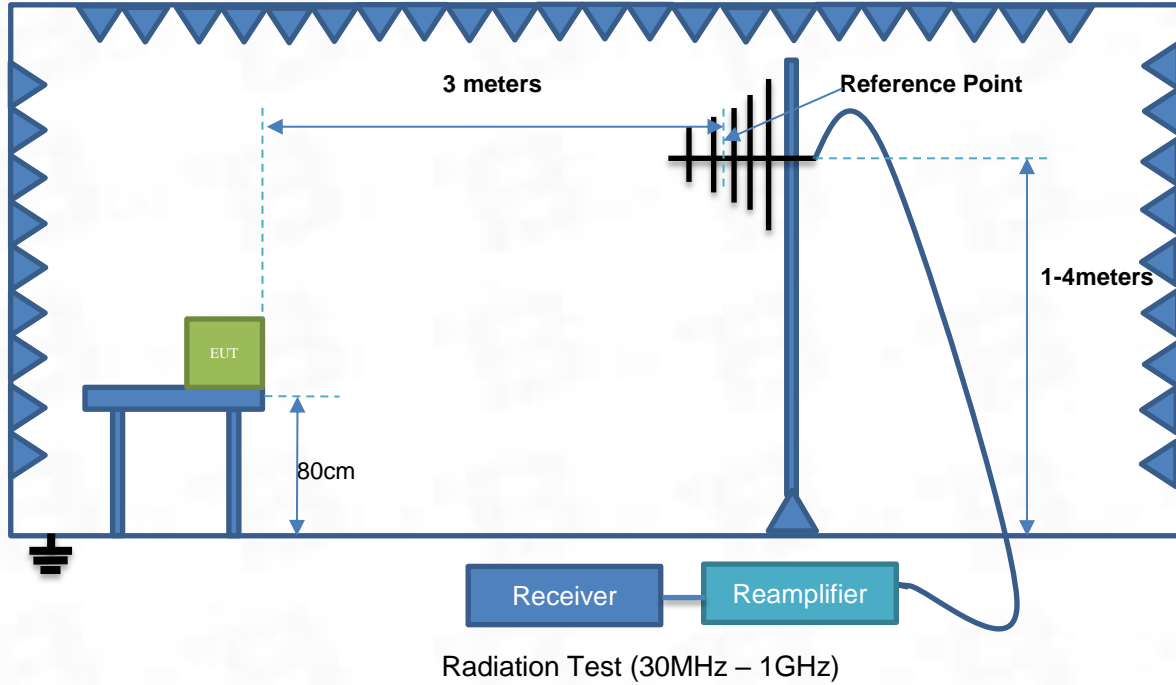 3 meters
Reference Point
1-4meters
EUT
80cm
Receiver
Reamplifier
Radiation Test (30MHz – 1GHz)